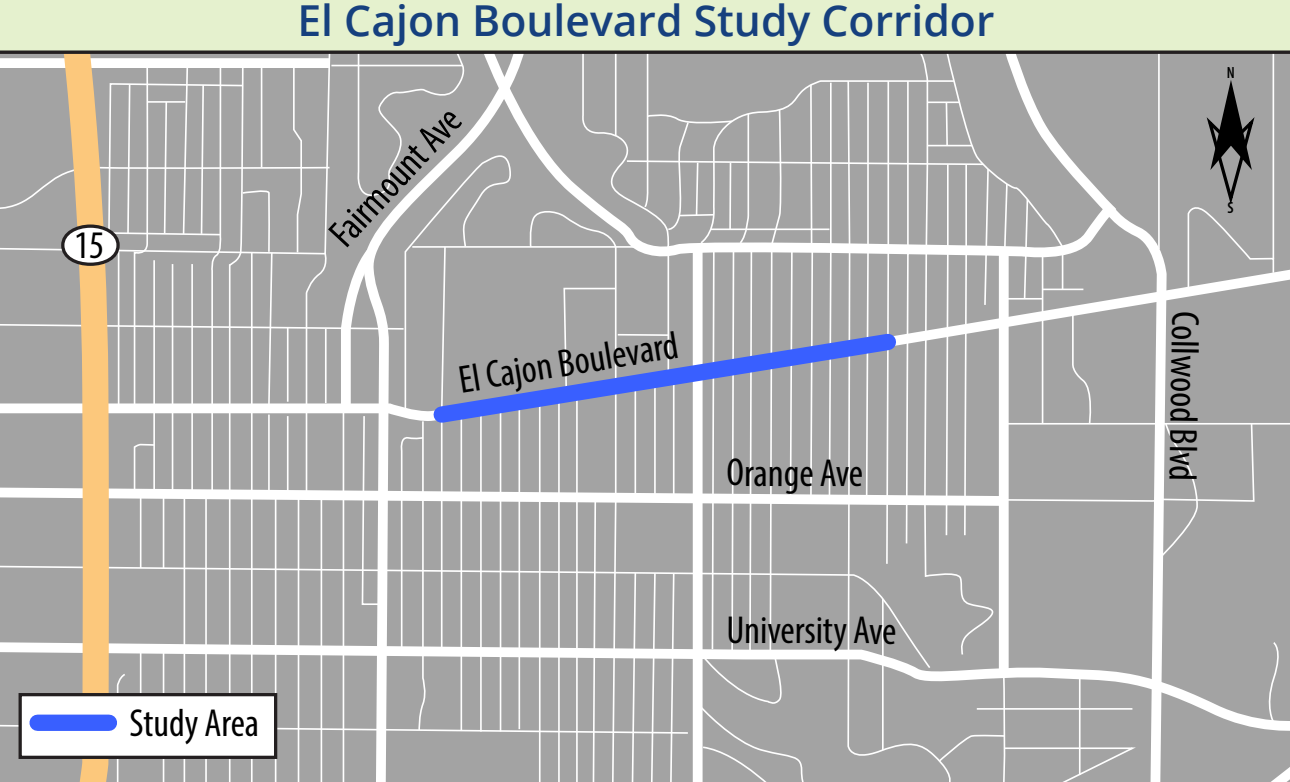 El Cajon Boulevard Study Corridor
N
S
Fairmount Ave
15
El Cajon Boulevard
Collwood Blvd
Orange Ave
University Ave
Study Area